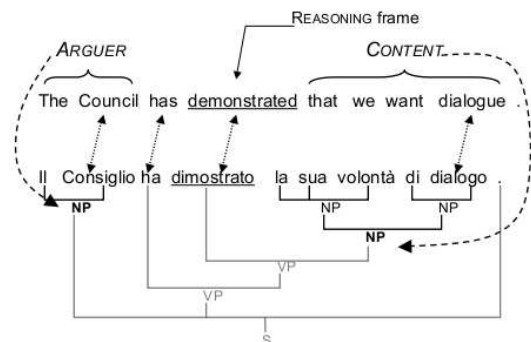 REASONING frame
ARGUER CONTENT
The Council has demonstrated that we want dialogue .
Il Consiglio ha dimostrato la sua volontà di dialogo .
NP NP NP
NP
VP
VP
S